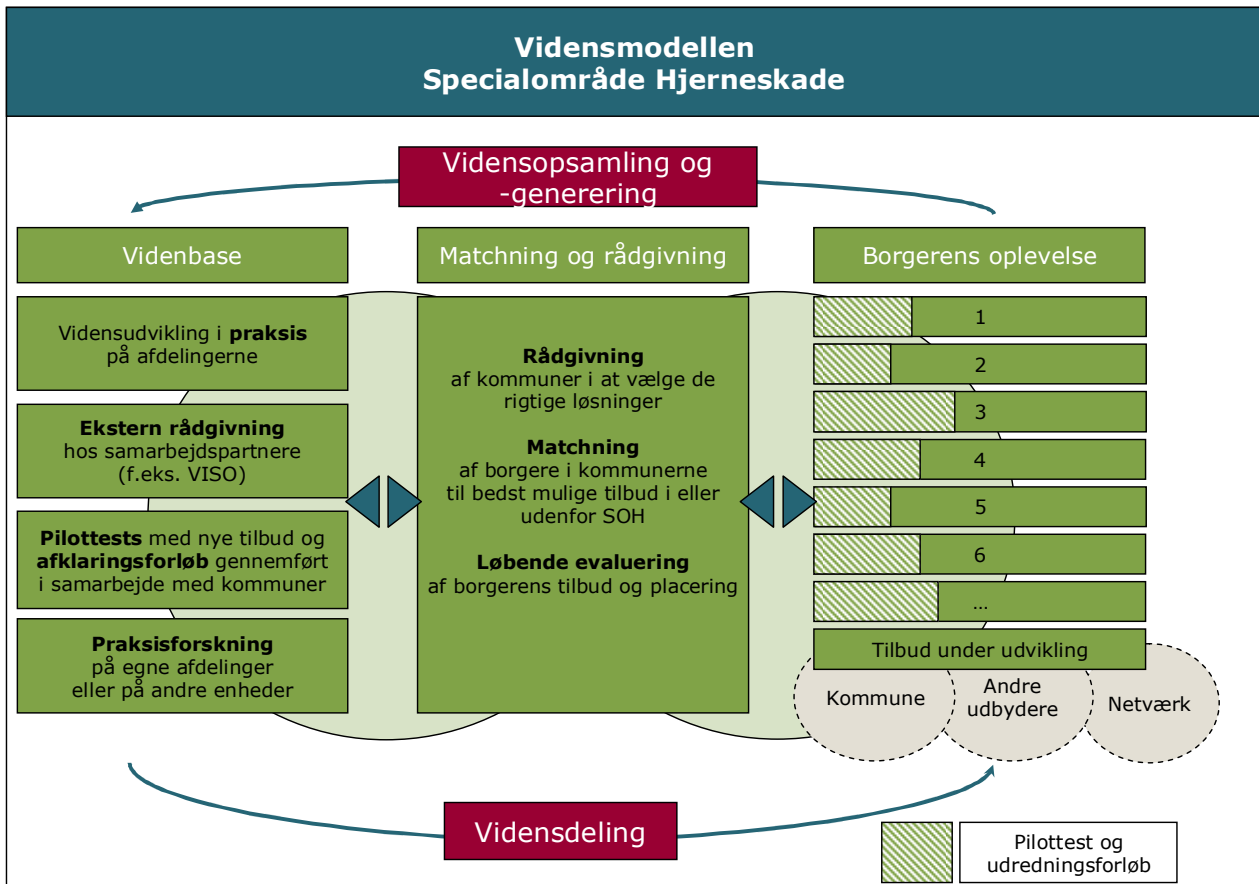 Vidensmodellen
Specialområde Hjerneskade
Vidensopsamling og
-generering
Videnbase
Matchning og rådgivning
Borgerens oplevelse
Vidensudvikling i praksis
på afdelingerne
Ekstern rådgivning
hos samarbejdspartnere
(f.eks. VISO)
Pilottests med nye tilbud og
afklaringsforløb gennemført
i samarbejde med kommuner
Praksisforskning
på egne afdelinger
eller på andre enheder
Rådgivning
af kommuner i at vælge de
rigtige løsninger
Matchning
af borgere i kommunerne
til bedst mulige tilbud i eller
udenfor SOH
Løbende evaluering
af borgerens tilbud og placering
1
2
3
4
5
6
...
Tilbud under udvikling
Kommune
Andre
udbydere
Netværk
Vidensdeling
Pilottest og
udredningsforløb